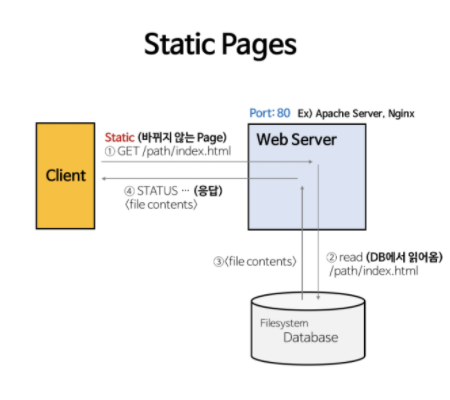 Static Pages
Port: 80 Ex) Apache Server, Nginx
Static (바뀌지 않는 Page)
① GET /path/index.html
Web Server
Client
④ STATUS ··· (응답)
〈file contents〉
③〈file contents〉
② read (DB에서 읽어옴)
/path/index.html
Filesystem
Database